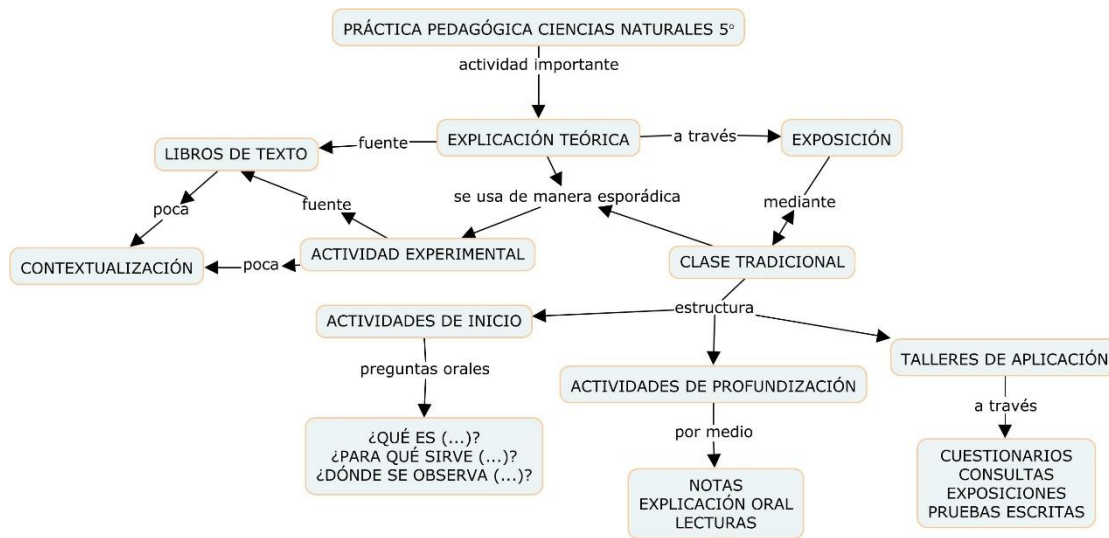 PRÁCTICA PEDAGÓGICA CIENCIAS NATURALES 5°
actividad importante
EXPLICACIÓN TEÓRICA
a través
EXPOSICIÓN
fuente
LIBROS DE TEXTO
se usa de manera esporádica
mediante
poca
fuente
ACTIVIDAD EXPERIMENTAL
CLASE TRADICIONAL
CONTEXTUALIZACIÓN
poca
estructura
ACTIVIDADES DE INICIO
TALLERES DE APLICACIÓN
preguntas orales
ACTIVIDADES DE PROFUNDIZACIÓN
a través
por medio
¿QUÉ ES (...)?
¿PARA QUÉ SIRVE (...)?
¿DÓNDE SE OBSERVA (...)?
NOTAS
EXPLICACIÓN ORAL
LECTURAS
CUESTIONARIOS
CONSULTAS
EXPOSICIONES
PRUEBAS ESCRITAS